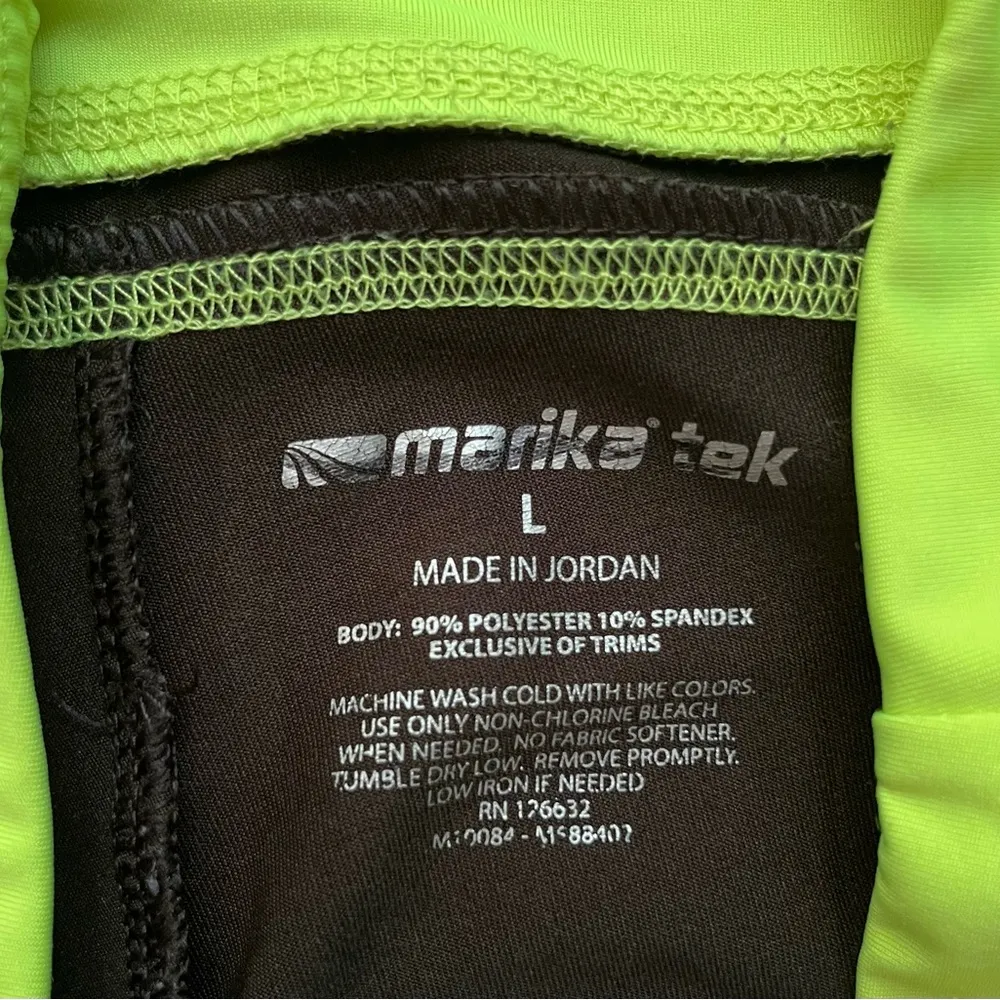 marika® tek
L
MADE IN JORDAN
BODY: 90% POLYESTER 10% SPANDEX
EXCLUSIVE OF TRIMS
MACHINE WASH COLD WITH LIKE COLORS.
USE ONLY NON-CHLORINE BLEACH
WHEN NEEDED. NO FABRIC SOFTENER.
TUMBLE DRY LOW. REMOVE PROMPTLY.
LOW IRON IF NEEDED
RN 126632